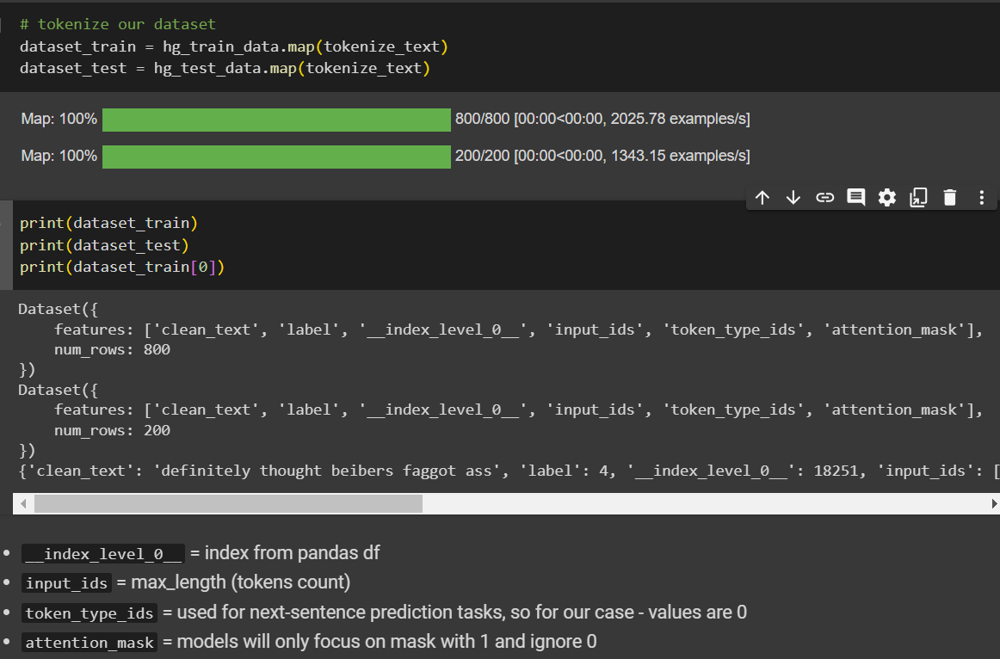 # tokenize our dataset
dataset_train = hg_train_data.map(tokenize_text)
dataset_test = hg_test_data.map(tokenize_text)
Map: 100% 800/800 [00:00<00:00, 2025.78 examples/s]
Map: 100% 200/200 [00:00<00:00, 1343.15 examples/s]
print(dataset_train)
print(dataset_test)
print(dataset_train[0])
Dataset({
    features: ['clean_text', 'label', '__index_level_0__', 'input_ids', 'token_type_ids', 'attention_mask'],
    num_rows: 800
})
Dataset({
    features: ['clean_text', 'label', '__index_level_0__', 'input_ids', 'token_type_ids', 'attention_mask'],
    num_rows: 200
})
{'clean_text': 'definitely thought beibers faggot ass', 'label': 4, '__index_level_0__': 18251, 'input_ids': [
• __index_level_0__ = index from pandas df
• input_ids = max_length (tokens count)
• token_type_ids = used for next-sentence prediction tasks, so for our case - values are 0
• attention_mask = models will only focus on mask with 1 and ignore 0